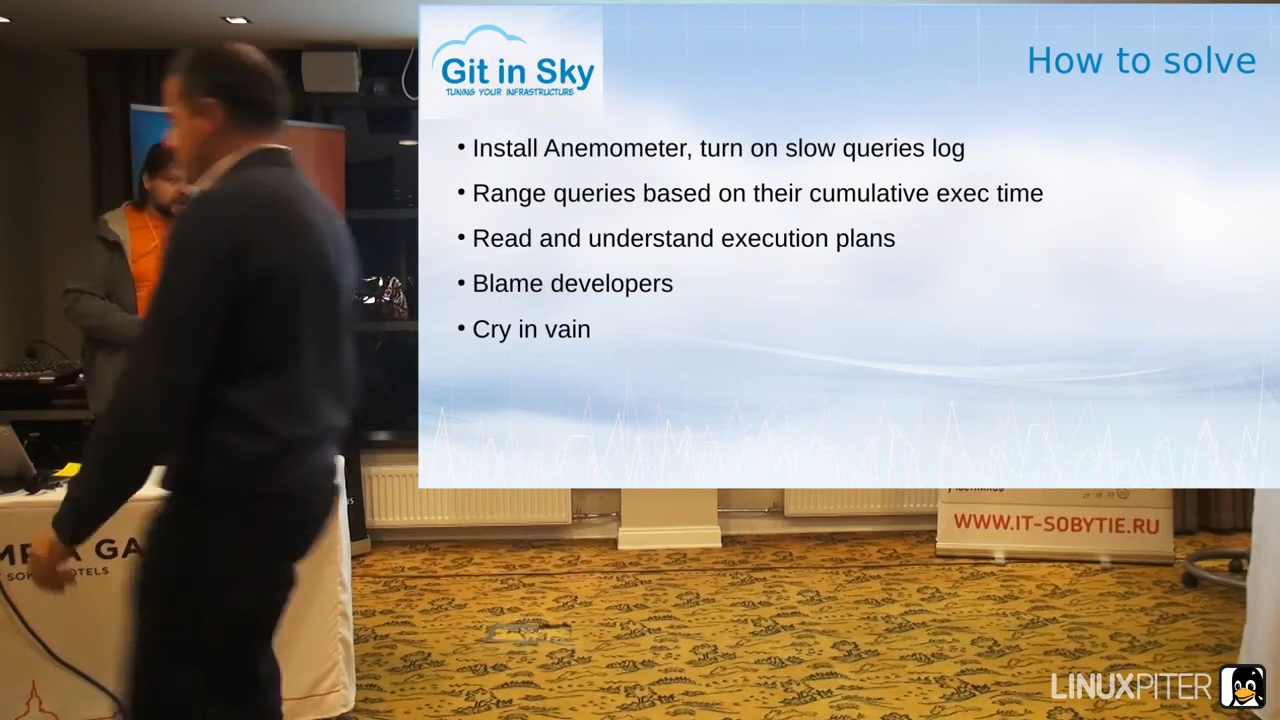 Git in Sky
TUNING YOUR INFRASTRUCTURE
How to solve
• Install Anemometer, turn on slow queries log
• Range queries based on their cumulative exec time
• Read and understand execution plans
• Blame developers
• Cry in vain
WWW.IT-SOBYTIE.RU
LINUXPITER